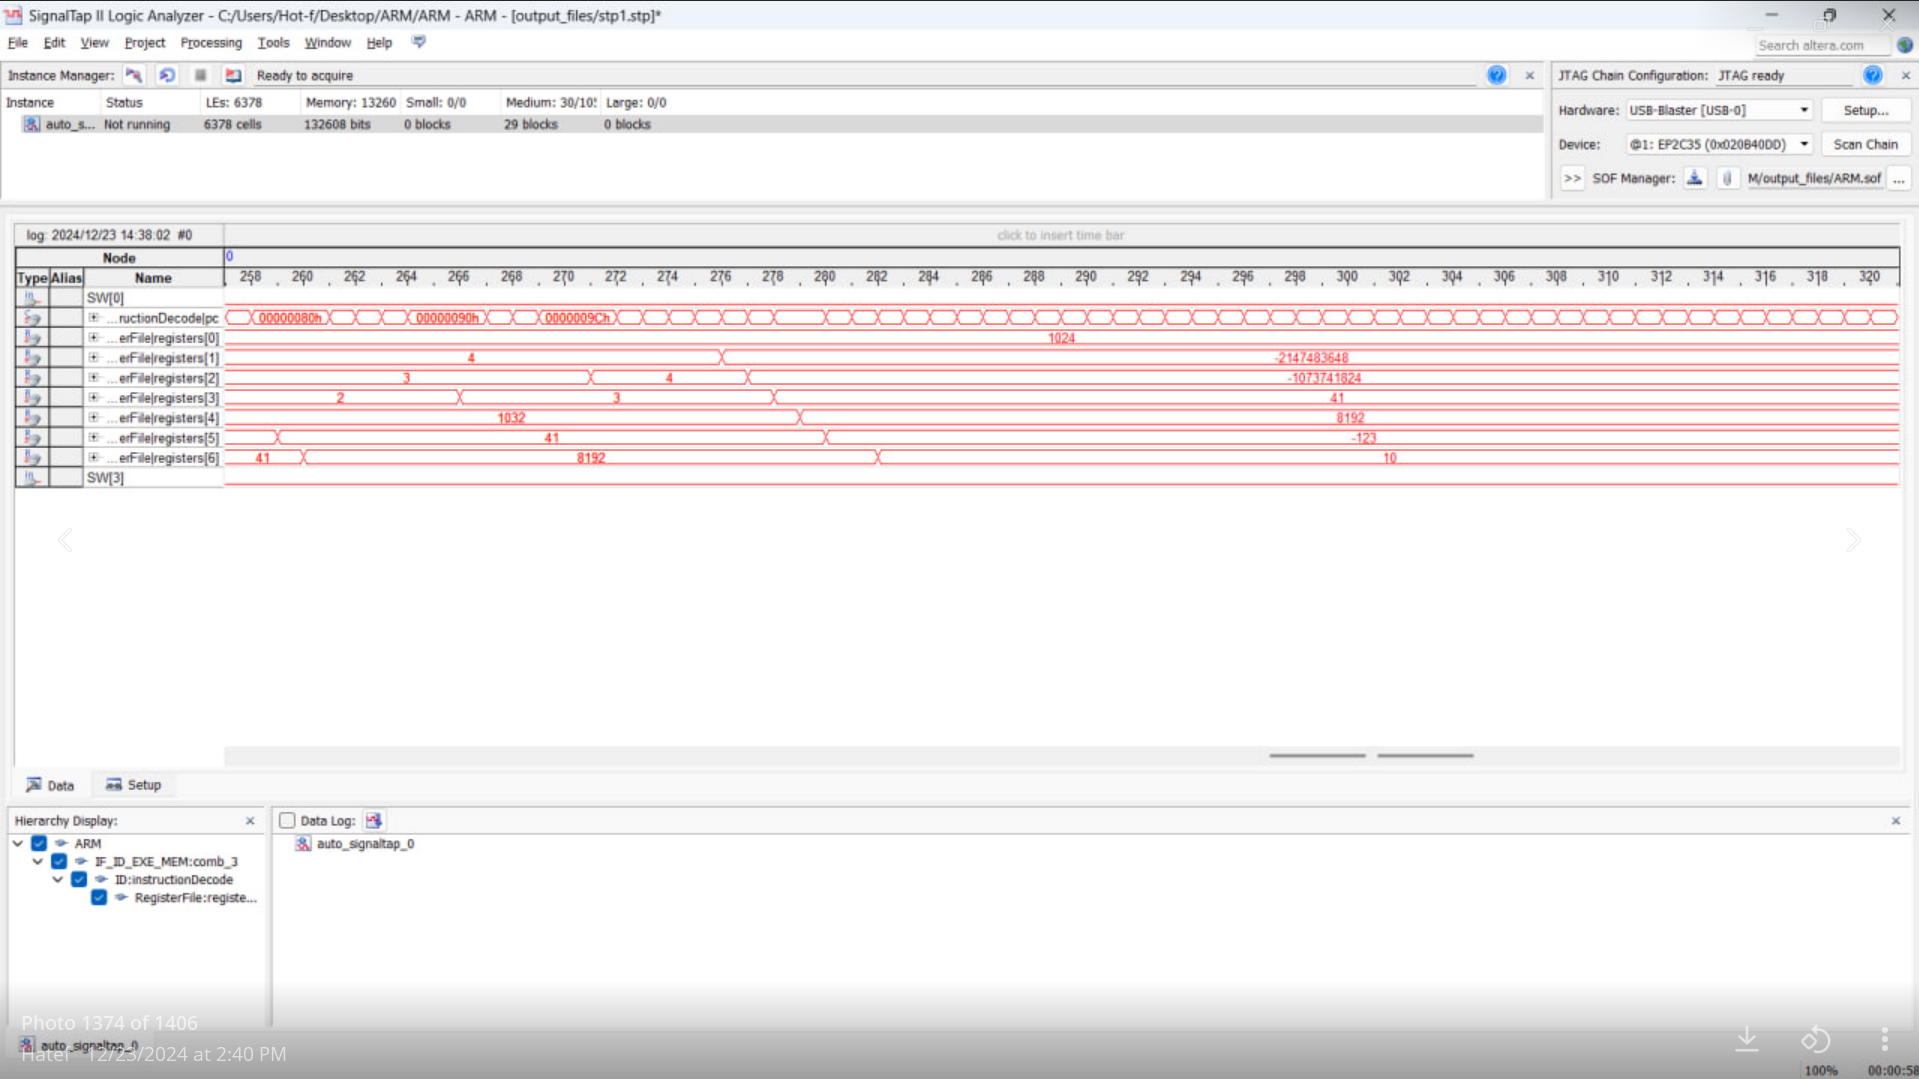 SignalTap II Logic Analyzer - C:/Users/Hot-f/Desktop/ARM/ARM - ARM - [output_files/stp1.stp]*
File Edit View Project Processing Tools Window Help
Search altera.com
Instance Manager: Ready to acquire
JTAG Chain Configuration: JTAG ready
Instance Status LEs: 6378 Memory: 13260 Small: 0/0 Medium: 30/10 Large: 0/0
auto_s... Not running 6378 cells 132608 bits 0 blocks 29 blocks 0 blocks
Hardware: USB-Blaster [USB-0] Setup...
Device: @1: EP2C35 (0x020B40DD) Scan Chain
>> SOF Manager: M/output_files/ARM.sof ...
log: 2024/12/23 14:38:02 #0 click to insert time bar
Node 0
Type Alias Name 258 260 262 264 266 268 270 272 274 276 278 280 282 284 286 288 290 292 294 296 298 300 302 304 306 308 310 312 314 316 318 320
SW[0]
...ructionDecode|pc 00000080h 00000090h 0000009Ch
...erFile|registers[0] 1024
...erFile|registers[1] 4 -2147483648
...erFile|registers[2] 3 4 -1073741824
...erFile|registers[3] 2 3 41
...erFile|registers[4] 1032 8192
...erFile|registers[5] 41 -123
...erFile|registers[6] 41 8192 10
SW[3]
Data Setup
Hierarchy Display:
ARM
IF_ID_EXE_MEM:comb_3
ID:instructionDecode
RegisterFile:registe...
Data Log:
auto_signaltap_0
Photo 1374 of 1406
auto_signaltap_0
Hatef 12/23/2024 at 2:40 PM
100% 00:00:58